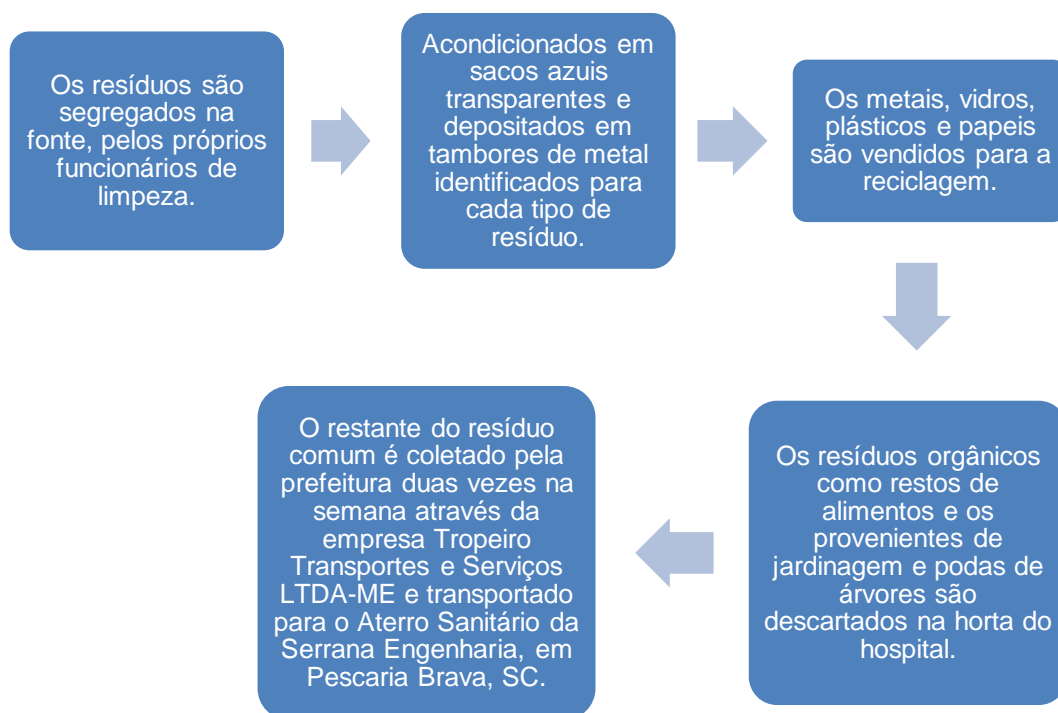 Os resíduos são
segregados na
fonte, pelos próprios
funcionários de
limpeza.
Acondicionados em
sacos azuis
transparentes e
depositados em
tambores de metal
identificados para
cada tipo de
resíduo.
Os metais, vidros,
plásticos e papeis
são vendidos para a
reciclagem.
Os resíduos orgânicos
como restos de
alimentos e os
provenientes de
jardinagem e podas de
árvores são
descartados na horta do
hospital.
O restante do resíduo
comum é coletado pela
prefeitura duas vezes na
semana através da
empresa Tropeiro
Transportes e Serviços
LTDA-ME e transportado
para o Aterro Sanitário da
Serrana Engenharia, em
Pescaria Brava, SC.